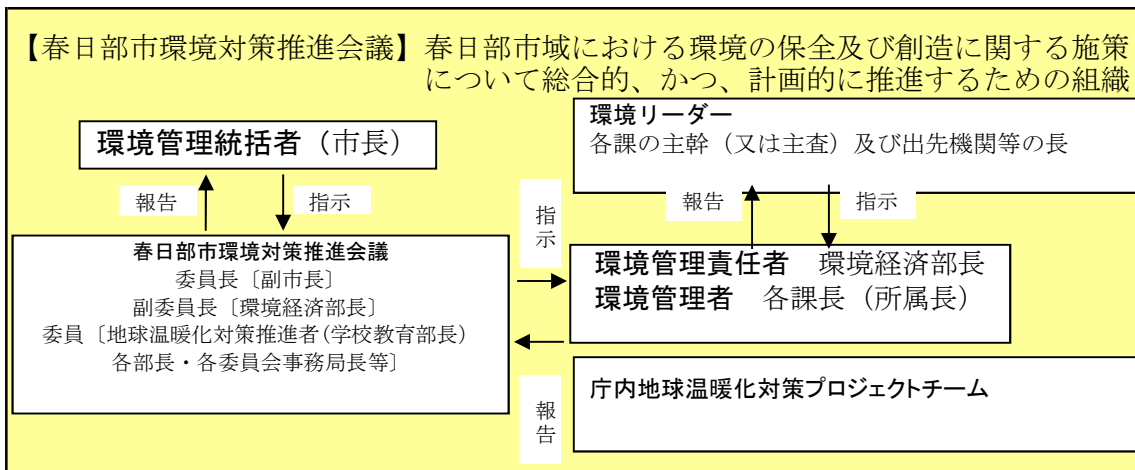 【春日部市環境対策推進会議】春日部市域における環境の保全及び創造に関する施策
について総合的、かつ、計画的に推進するための組織
環境管理統括者（市長）
報告
指示
春日部市環境対策推進会議
委員長〔副市長〕
副委員長〔環境経済部長〕
委員〔地球温暖化対策推進者(学校教育部長）
各部長・各委員会事務局長等〕
指示
報告
環境リーダー
各課の主幹（又は主査）及び出先機関等の長
報告
指示
環境管理責任者　環境経済部長
環境管理者　各課長（所属長）
庁内地球温暖化対策プロジェクトチーム